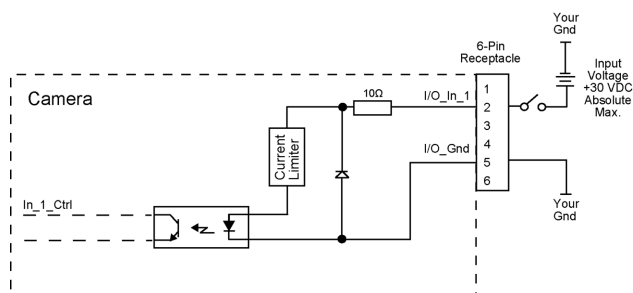 Your
Gnd
6-Pin
Receptacle
Input
Voltage
+30 VDC
Absolute
Max.
Camera
10Ω
I/O_In_1
1
2
3
4
5
6
I/O_Gnd
Current
Limiter
In_1_Ctrl
Your
Gnd